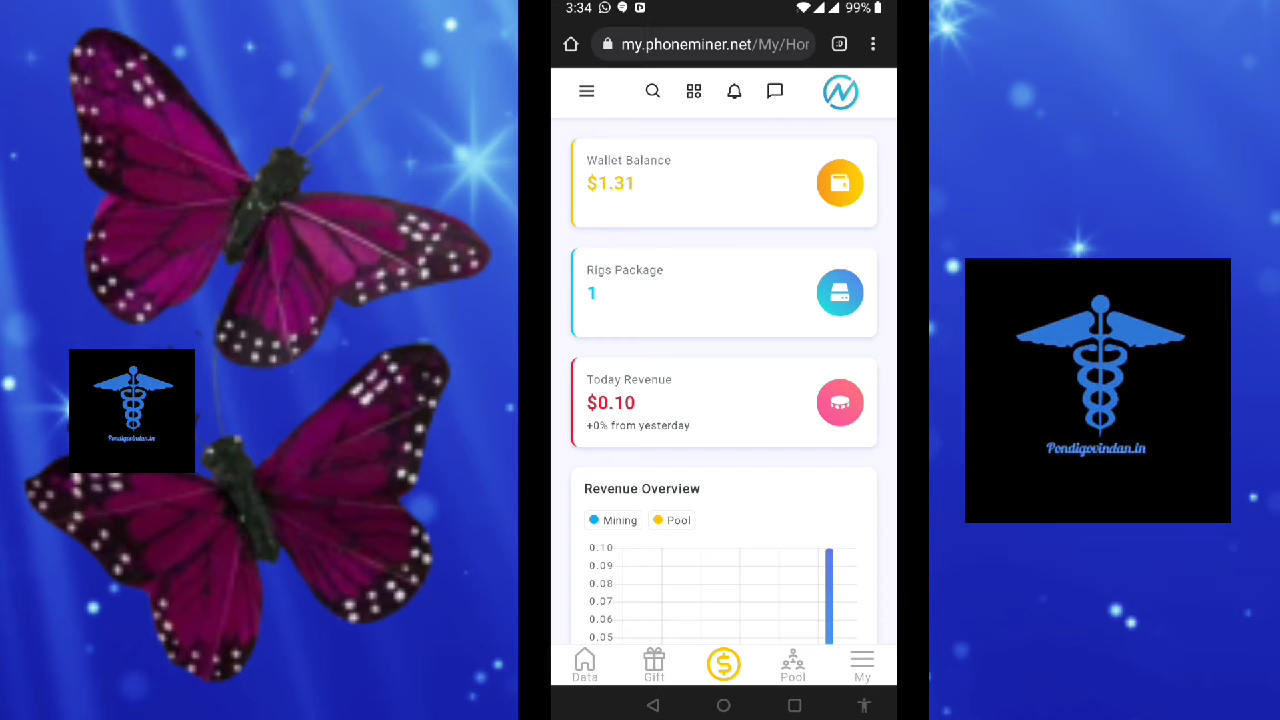 3:34
99%
my.phoneminer.net/My/Hor
Wallet Balance
$1.31
Rigs Package
1
Today Revenue
$0.10
+0% from yesterday
Revenue Overview
Mining
Pool
0.10
0.09
0.08
0.07
0.06
0.05
Data
Gift
Pool
My
Pondigovindan.in
Pondigovindan.in